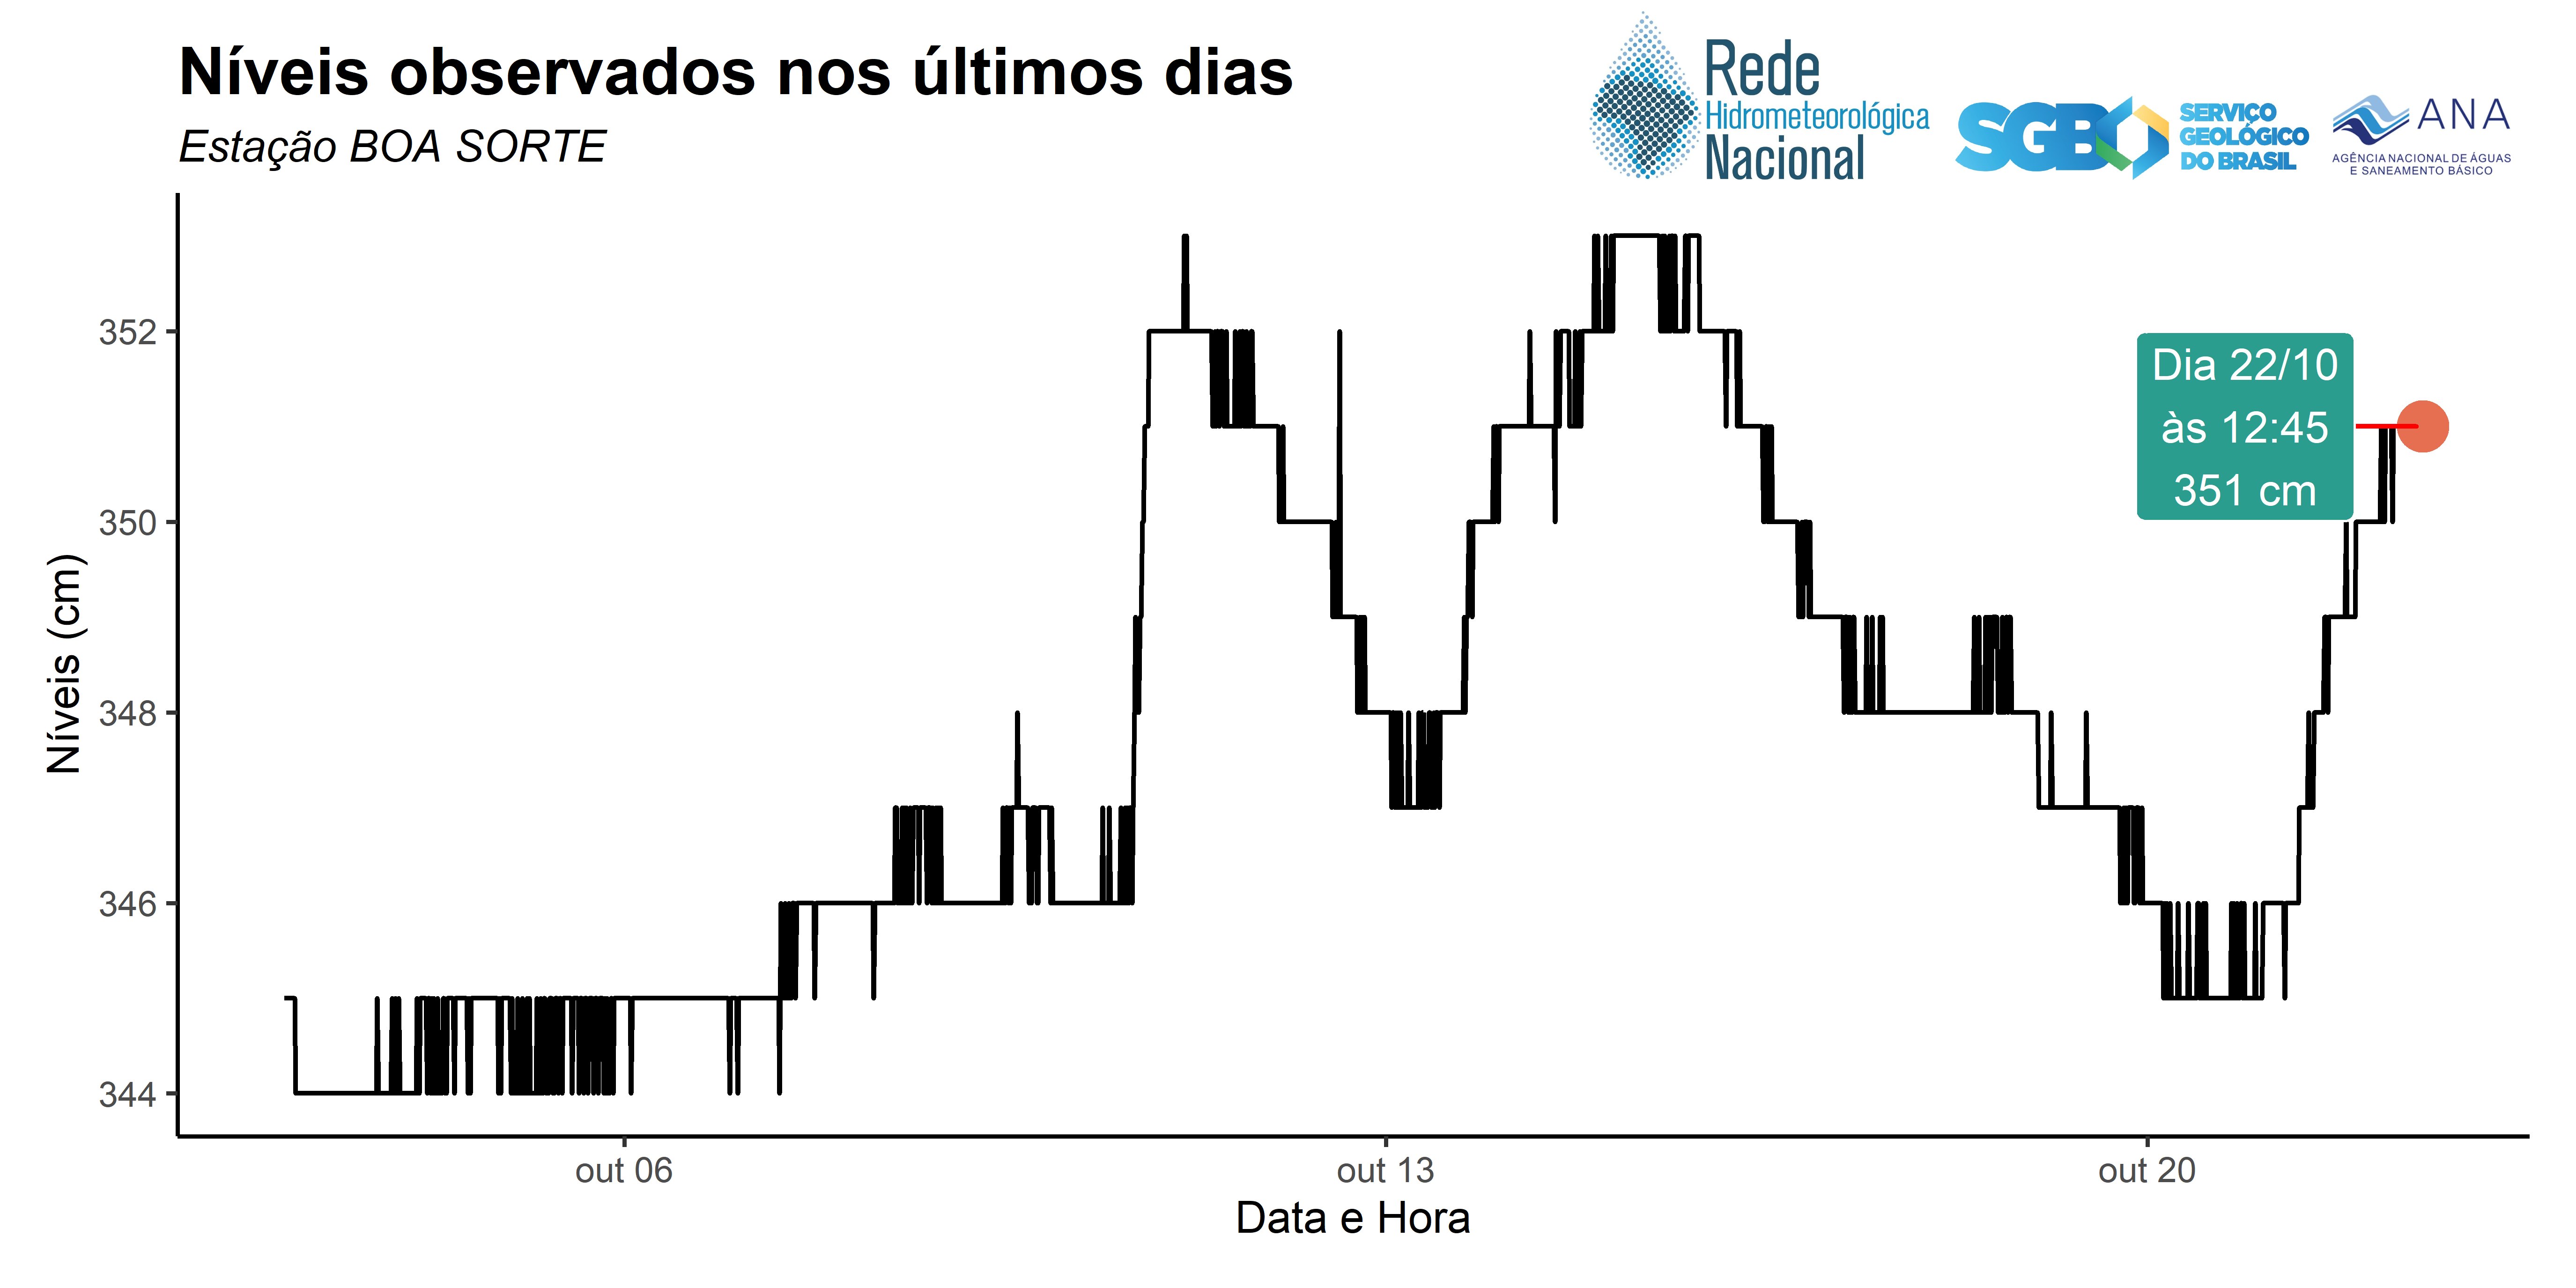 Níveis observados nos últimos dias
Estação BOA SORTE
Rede
Hidrometeorológica
Nacional
SGB
SERVIÇO
GEOLÓGICO
DO BRASIL
ANA
AGÊNCIA NACIONAL DE ÁGUAS
E SANEAMENTO BÁSICO
Níveis (cm)
352
350
348
346
344
Dia 22/10
às 12:45
351 cm
out 06
out 13
out 20
Data e Hora